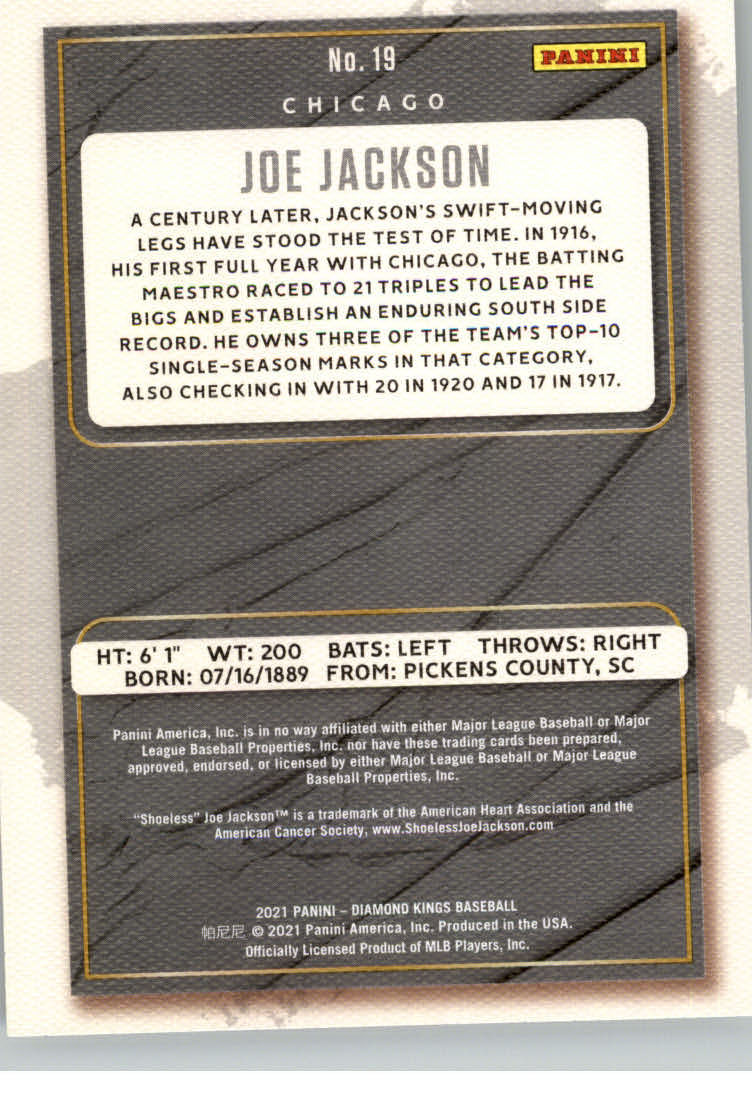 No. 19
PANINI
CHICAGO
JOE JACKSON
A CENTURY LATER, JACKSON'S SWIFT-MOVING
LEGS HAVE STOOD THE TEST OF TIME. IN 1916,
HIS FIRST FULL YEAR WITH CHICAGO, THE BATTING
MAESTRO RACED TO 21 TRIPLES TO LEAD THE
BIGS AND ESTABLISH AN ENDURING SOUTH SIDE
RECORD. HE OWNS THREE OF THE TEAM'S TOP-10
SINGLE-SEASON MARKS IN THAT CATEGORY,
ALSO CHECKING IN WITH 20 IN 1920 AND 17 IN 1917.
HT: 6' 1" WT: 200 BATS: LEFT THROWS: RIGHT
BORN: 07/16/1889 FROM: PICKENS COUNTY, SC
Panini America, Inc. is in no way affiliated with either Major League Baseball or Major
League Baseball Properties, Inc. nor have these trading cards been prepared,
approved, endorsed, or licensed by either Major League Baseball or Major League
Baseball Properties, Inc.
"Shoeless" Joe Jackson™ is a trademark of the American Heart Association and the
American Cancer Society, www.ShoelessJoeJackson.com
2021 PANINI – DIAMOND KINGS BASEBALL
帕尼尼 © 2021 Panini America, Inc. Produced in the USA.
Officially Licensed Product of MLB Players, Inc.